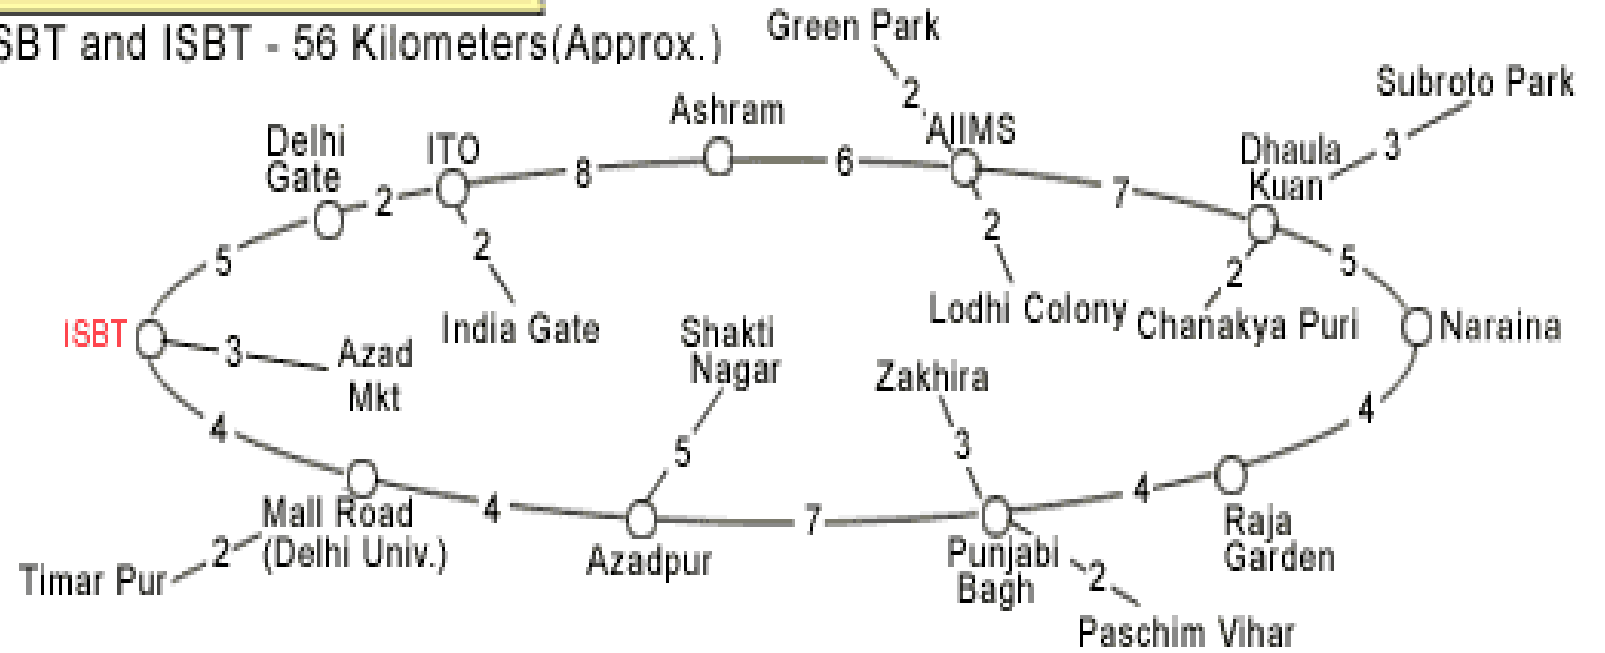 SBT and ISBT - 56 Kilometers(Approx.)
Green Park
2
Subroto Park
3
Ashram
AIIMS
Delhi
Gate
ITO
Dhaula
Kuan
2
8
6
7
5
2
2
2
5
India Gate
Lodhi Colony
Chanakya Puri
ISBT
3
Azad
Mkt
Shakti
Nagar
Naraina
Zakhira
4
5
3
4
Mall Road
(Delhi Univ.)
4
7
4
2
Timar Pur
Azadpur
Punjabi
Bagh
2
Raja
Garden
Paschim Vihar